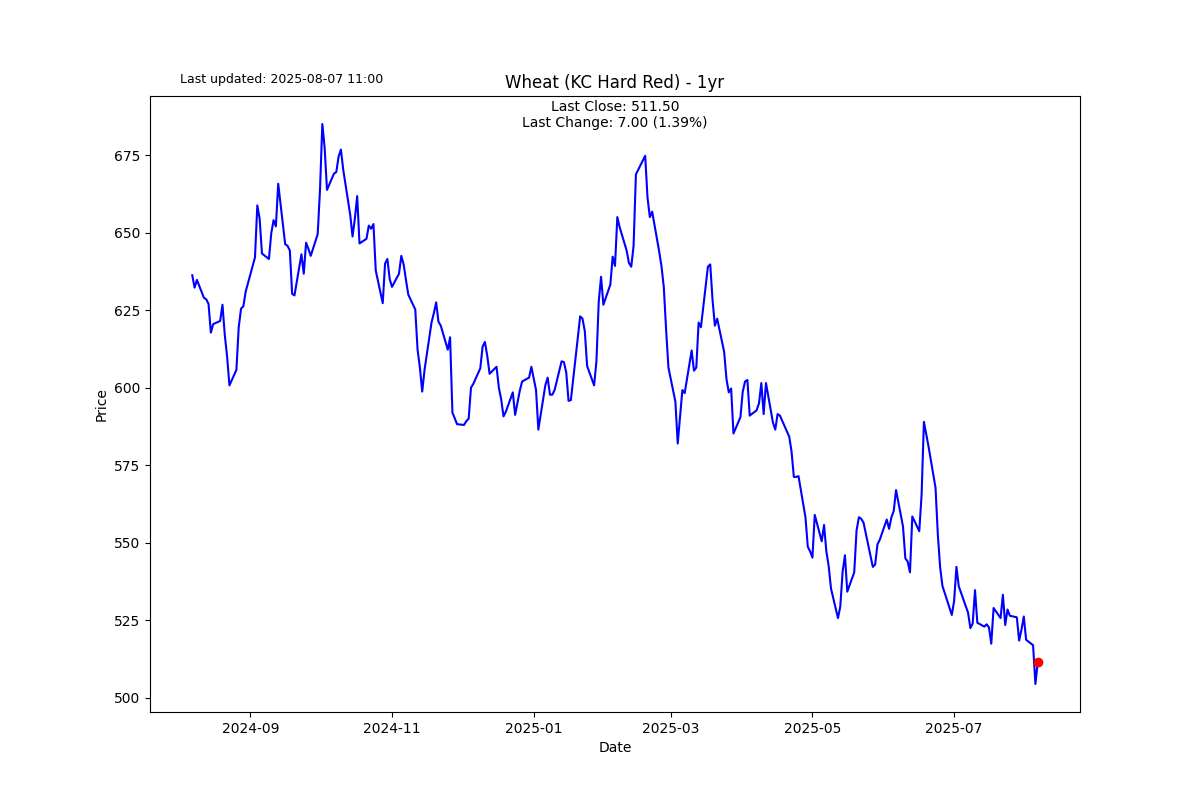 Last updated: 2025-08-07 11:00
Wheat (KC Hard Red) - 1yr
Last Close: 511.50
Last Change: 7.00 (1.39%)
Price
675
650
625
600
575
550
525
500
2024-09
2024-11
2025-01
2025-03
2025-05
2025-07
Date